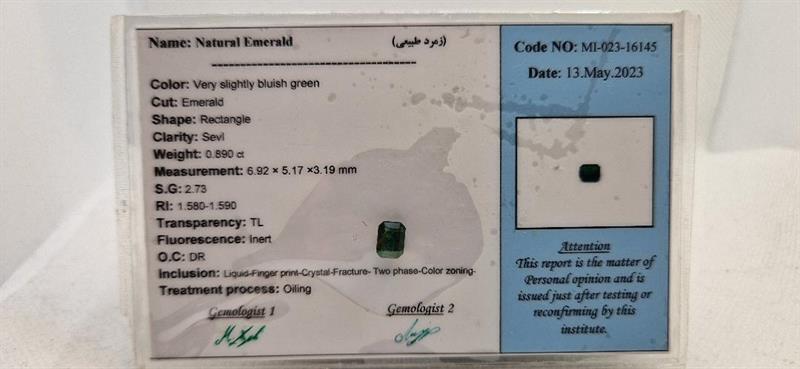 Name: Natural Emerald (زمرد طبیعی)
Color: Very slightly bluish green
Cut: Emerald
Shape: Rectangle
Clarity: Sevl
Weight: 0.890 ct
Measurement: 6.92 × 5.17 ×3.19 mm
S.G: 2.73
RI: 1.580-1.590
Transparency: TL
Fluorescence: inert
O.C: DR
Inclusion: Liquid-Finger print-Crystal-Fracture- Two phase-Color zoning-
Treatment process: Oiling
Gemologist 1 Gemologist 2
Code NO: MI-023-16145
Date: 13.May.2023
Attention
This report is the matter of
Personal opinion and is
issued just after testing or
reconfirming by this
institute.